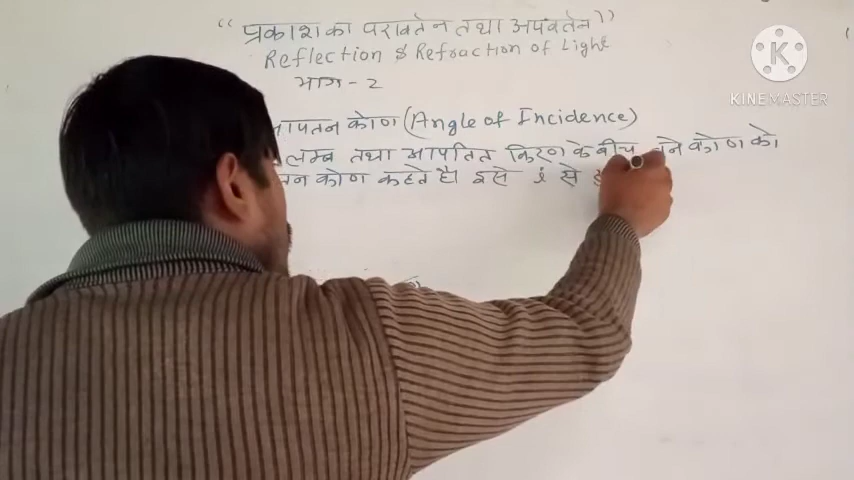 "प्रकाश का परावर्तन तथा अपवर्तन"
Reflection & Refraction of Light
भाग - 2
आपतन कोण (Angle of Incidence)
लम्ब तथा आपतित किरण के बीच बने कोण को
तन कोण कहते है। इसे i से
K
KINEMASTER